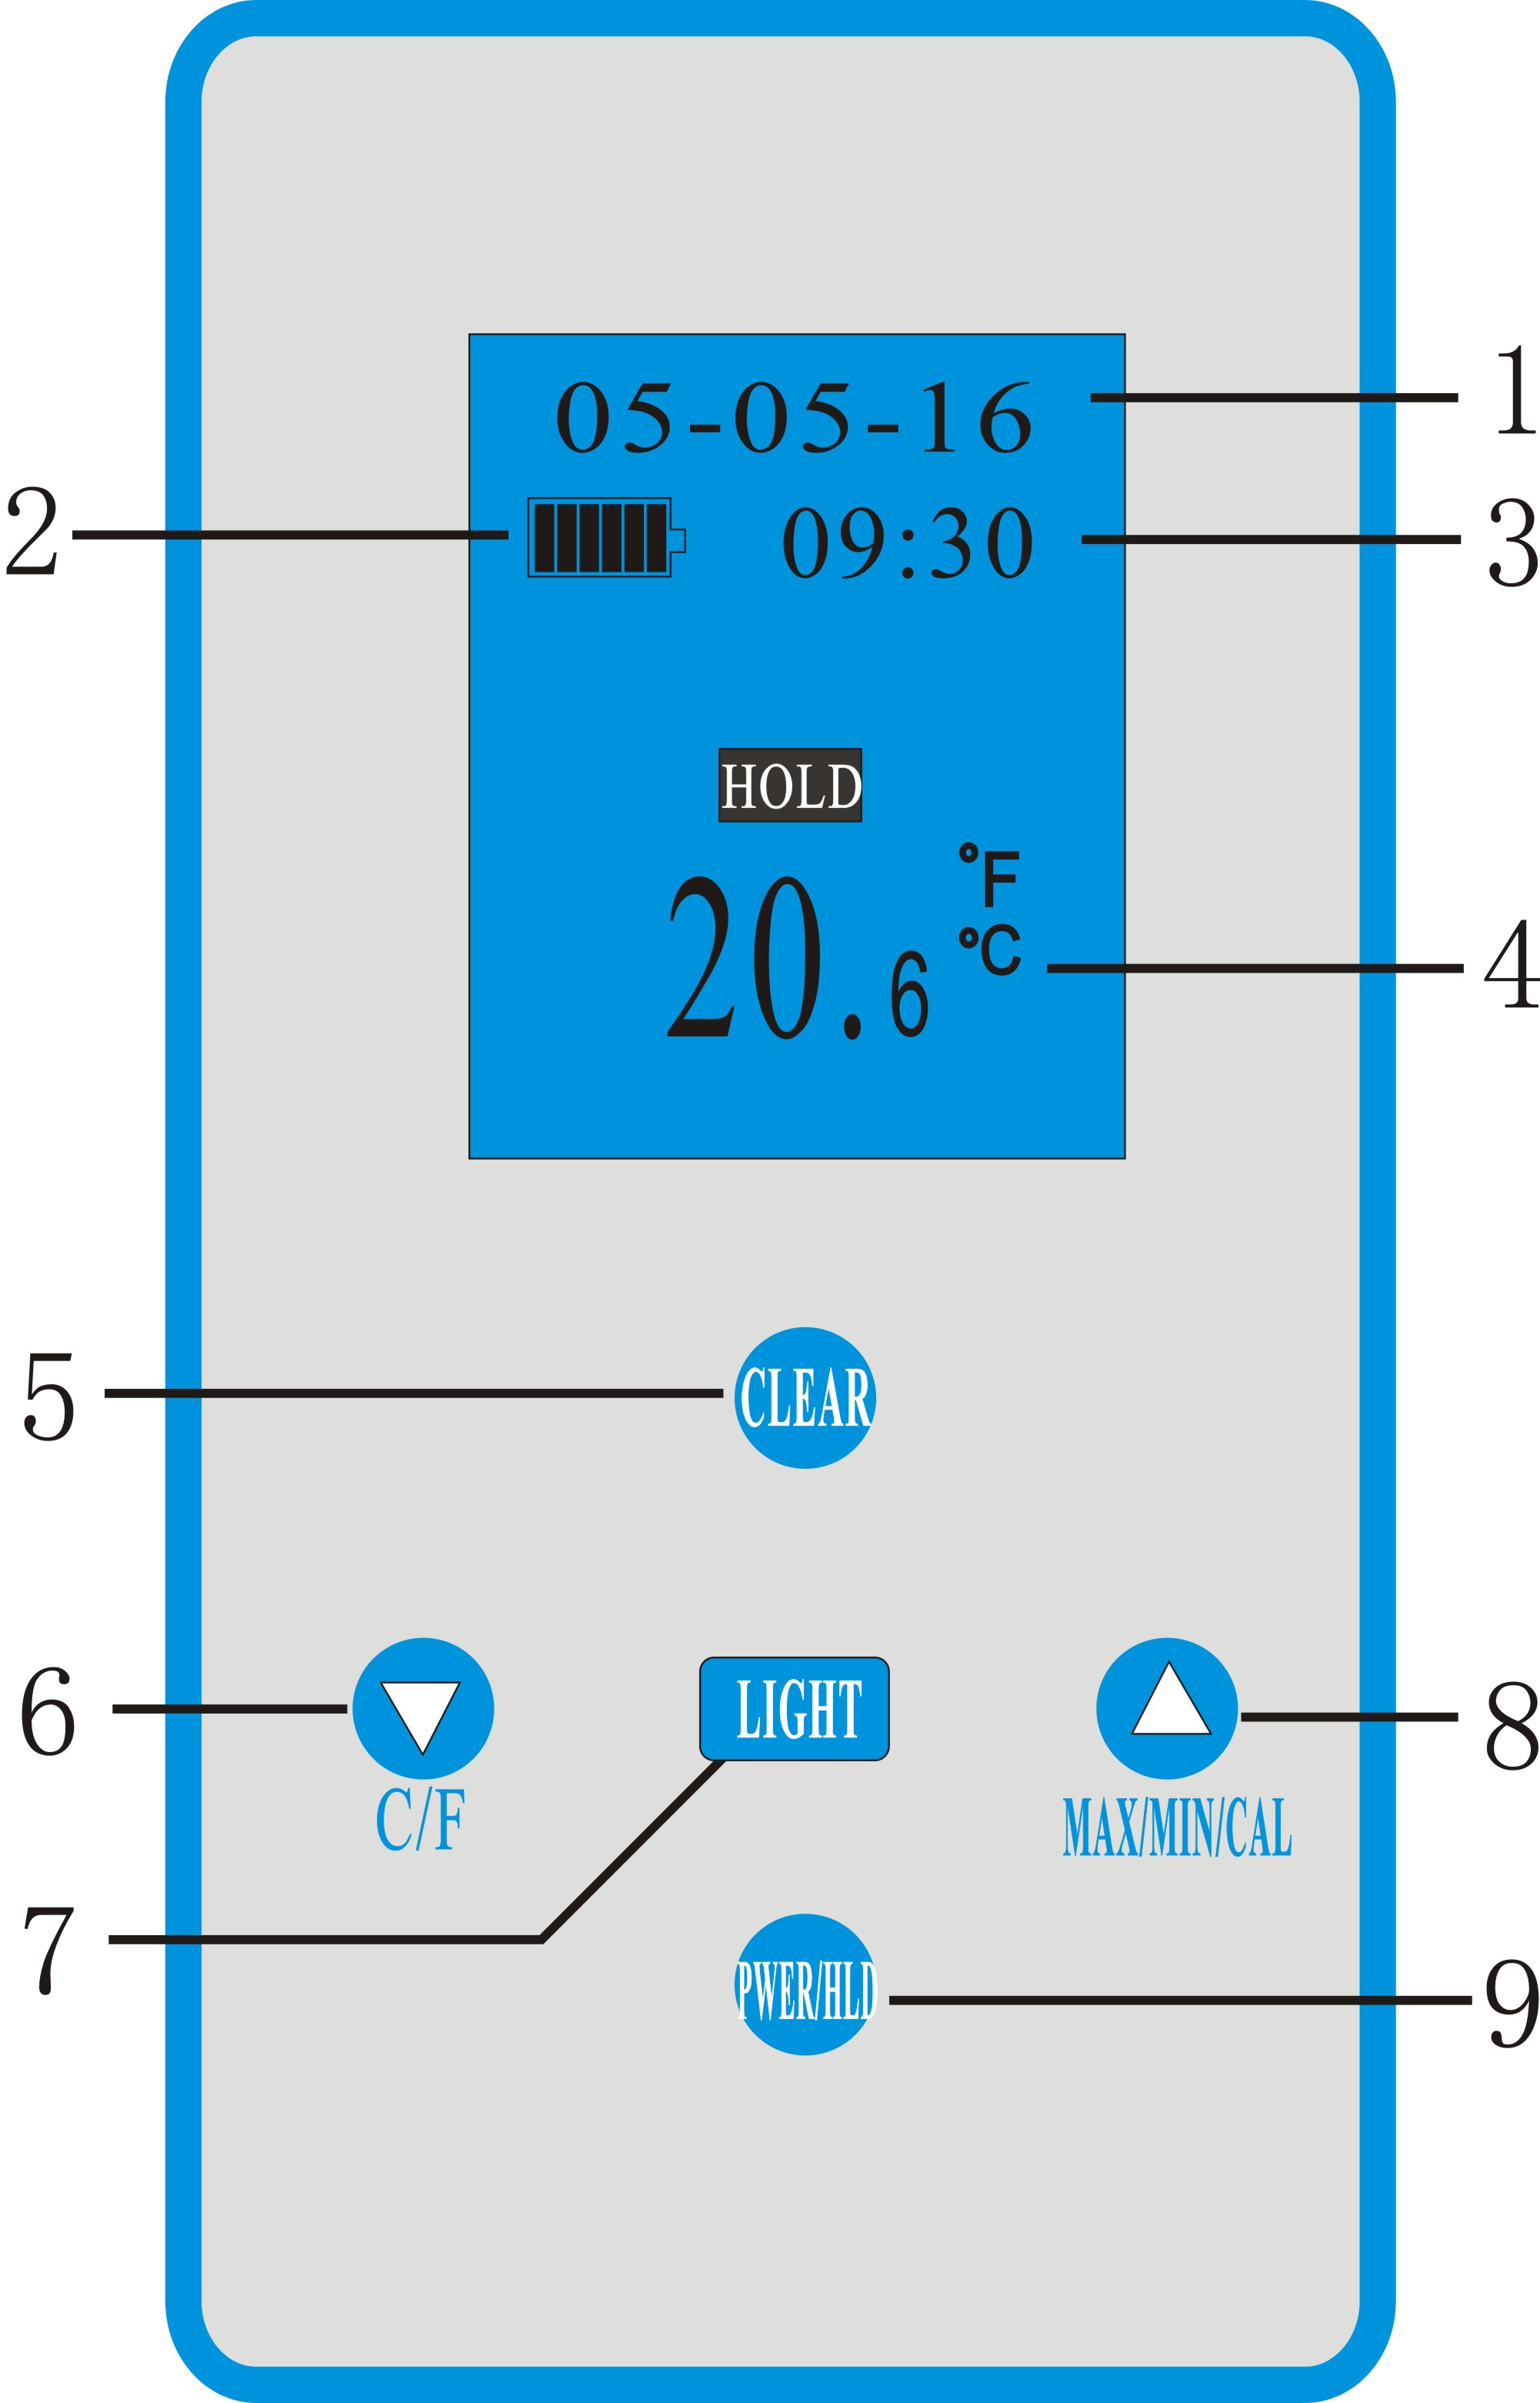 05-05-16
1
2
09:30
3
HOLD
°F
20.6
°C
4
5
CLEAR
6
LIGHT
8
C/F
MAX/MIN/CAL
7
PWER/HLD
9